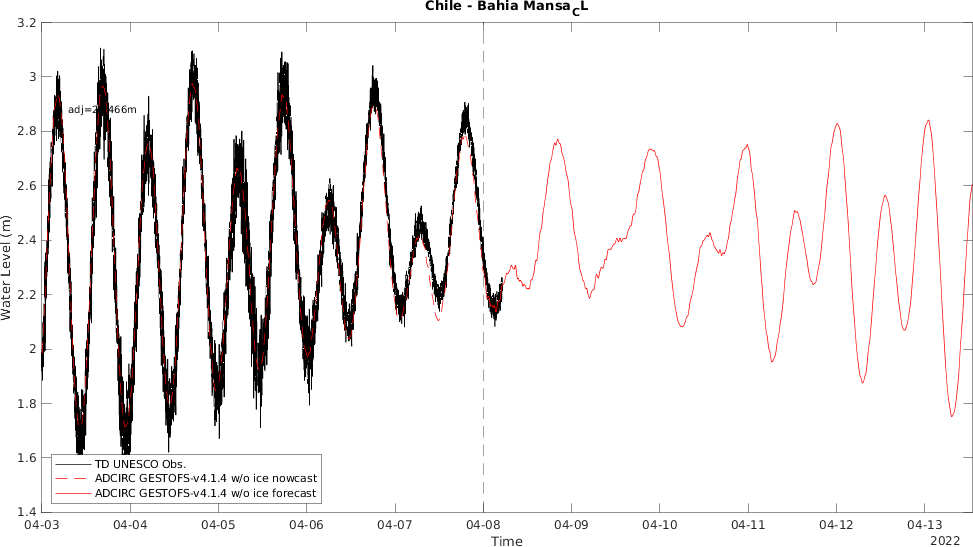 Chile - Bahia Mansa_CL
Water Level (m)
3.2
3
2.8
2.6
2.4
2.2
2
1.8
1.6
1.4
TD UNESCO Obs.
ADCIRC GESTOFS-v4.1.4 w/o ice nowcast
ADCIRC GESTOFS-v4.1.4 w/o ice forecast
04-03 04-04 04-05 04-06 04-07 04-08 04-09 04-10 04-11 04-12 04-13
Time
2022